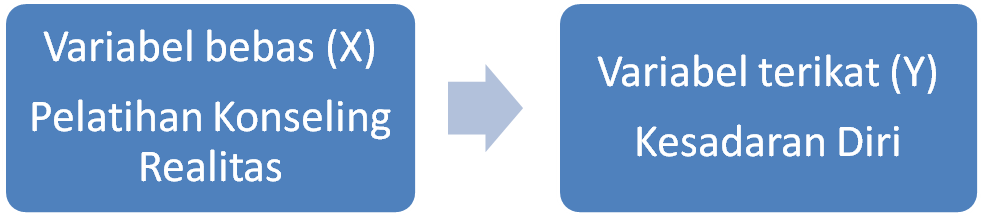 Variabel bebas (X)
Pelatihan Konseling
Realitas
Variabel terikat (Y)
Kesadaran Diri